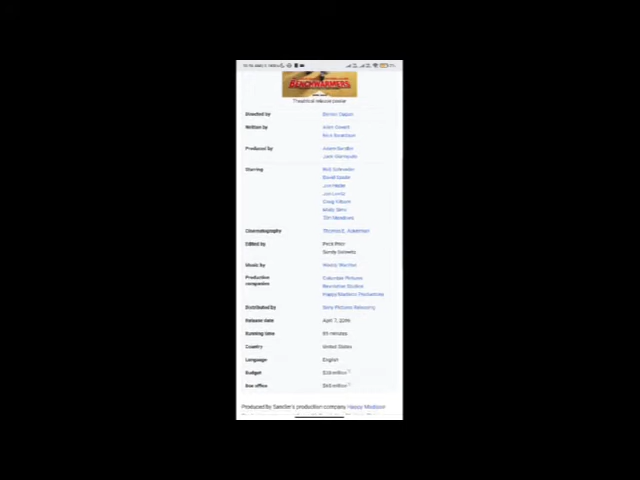 BENCHWARMERS
Theatrical release poster
Directed by Dennis Dugan
Written by Allen Covert
Nick Swardson
Produced by Adam Sandler
Jack Giarraputo
Starring Rob Schneider
David Spade
Jon Heder
Jon Lovitz
Craig Kilborn
Molly Sims
Tim Meadows
Cinematography Thomas E. Ackerman
Edited by Peck Prior
Sandy Solowitz
Music by Waddy Wachtel
Production Columbia Pictures
companies Revolution Studios
Happy Madison Productions
Distributed by Sony Pictures Releasing
Release date April 7, 2006
Running time minutes
Country United States
Language English
Budget million
Box office million
Produced by Sandler's production company, Happy Madison